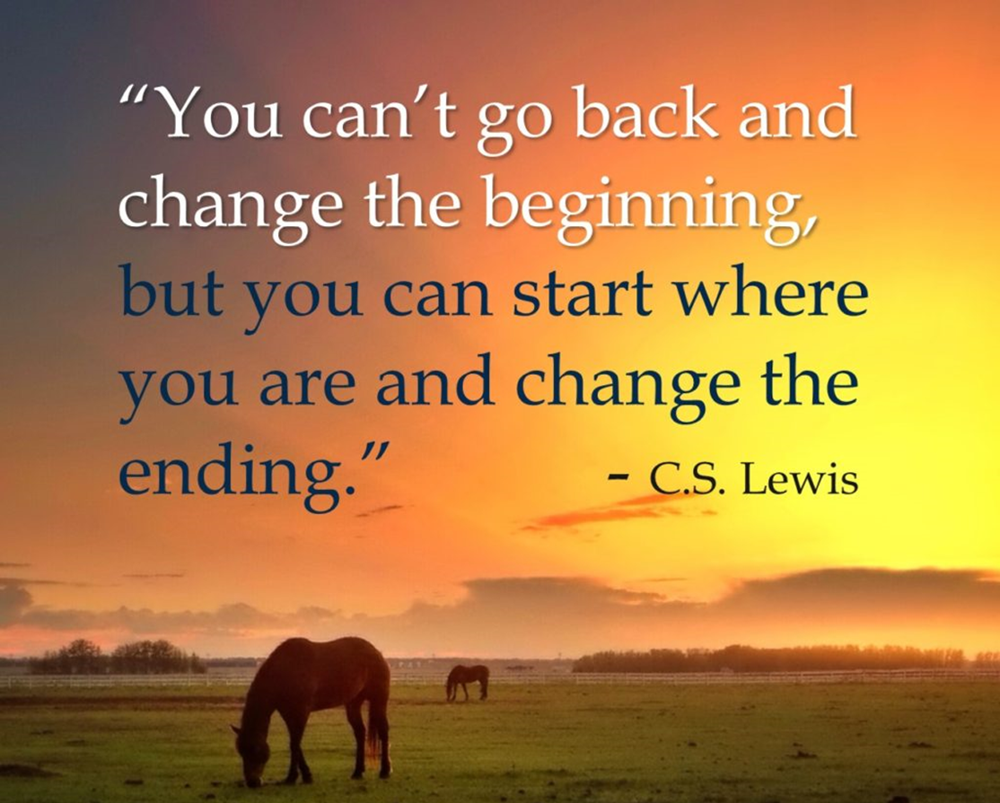 “You can’t go back and
change the beginning,
but you can start where
you are and change the
ending.” - C.S. Lewis